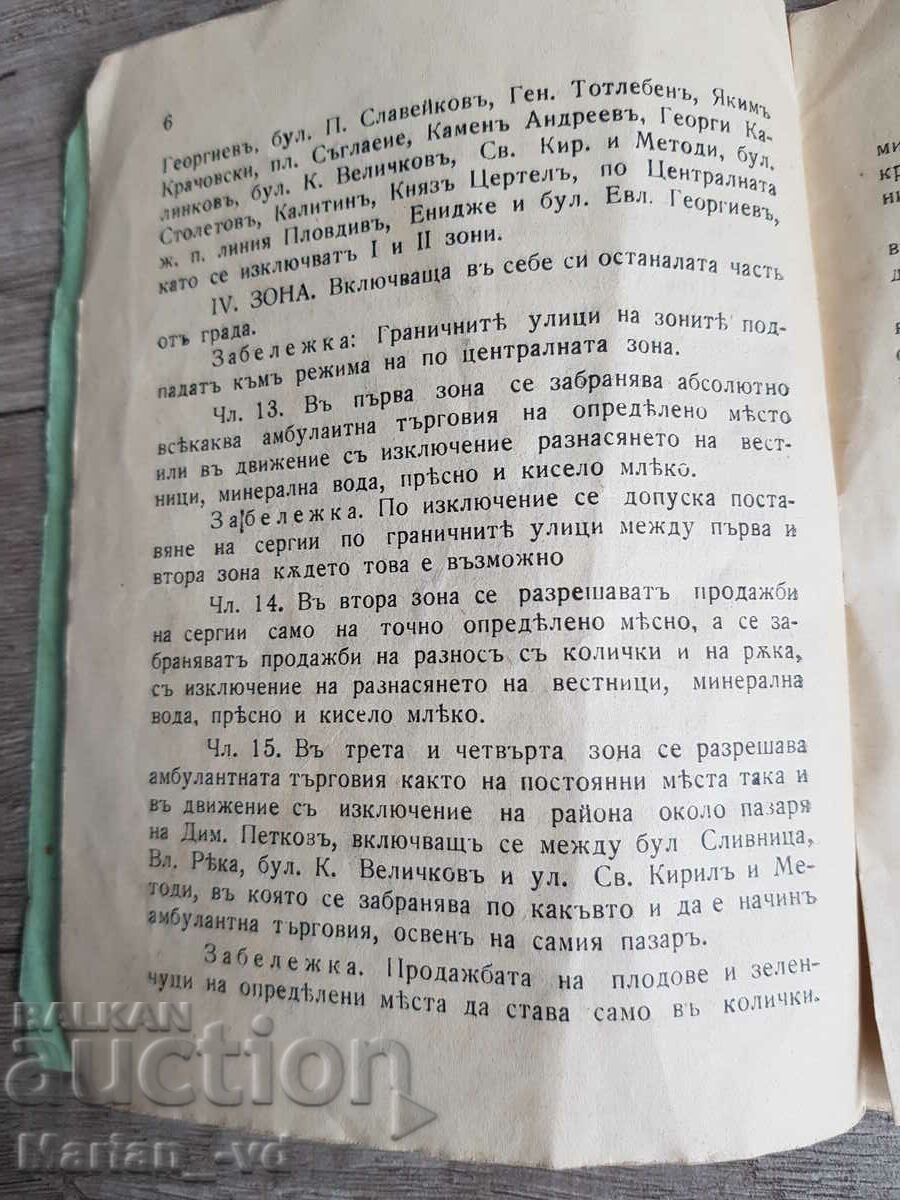 6
Георгиевъ, бул. П. Славейковъ, Ген. Тотлебенъ, Якимъ
Крачовски, пл. Съглаеие, Каменъ Андреевъ, Георги Ка-
линковъ, бул. К. Величковъ, Св. Кир. и Методи, бул.
Столетовъ, Калитинъ, Князъ Цертелъ, по Централната
ж. п. линия Пловдивъ, Енидже и бул. Евл. Георгиевъ,
като се изключватъ I и II зони.
IV. ЗОНА. Включваща въ себе си останалата часть
отъ града.
Забележка: Граничнитѣ улици на зонитѣ под-
падатъ къмъ режима на по централната зона.
Чл. 13. Въ първа зона се забранява абсолютно
всѣкаква амбулаитна търговия на опредѣлено мѣсто
или въ движение съ изключение разнасянето на вест-
ници, минерална вода, прѣсно и кисело млѣко.
Забележка. По изключение се допуска поста-
вяне на сергии по граничнитѣ улици между първа и
втора зона кѫдето това е възможно
Чл. 14. Въ втора зона се разрешаватъ продажби
на сергии само на точно опредѣлено мѣсно, а се за-
браняватъ продажби на разносъ съ колички и на рѫка,
съ изключение на разнасянето на вестници, минерална
вода, прѣсно и кисело млѣко.
Чл. 15. Въ трета и четвърта зона се разрешава
амбулантната търговия както на постоянни мѣста така и
въ движение съ изключение на района около пазаря
на Дим. Петковъ, включващъ се между бул Сливница,
Вл. Рѣка, бул. К. Величковъ и ул. Св. Кирилъ и Ме-
тоди, въ която се забранява по какъвто и да е начинъ
амбулантна търговия, освенъ на самия пазаръ.
Забележка. Продажбата на плодове и зелен-
чуци на опредѣлени мѣста да става само въ колички.
BALKAN
auction
Marian_-vd